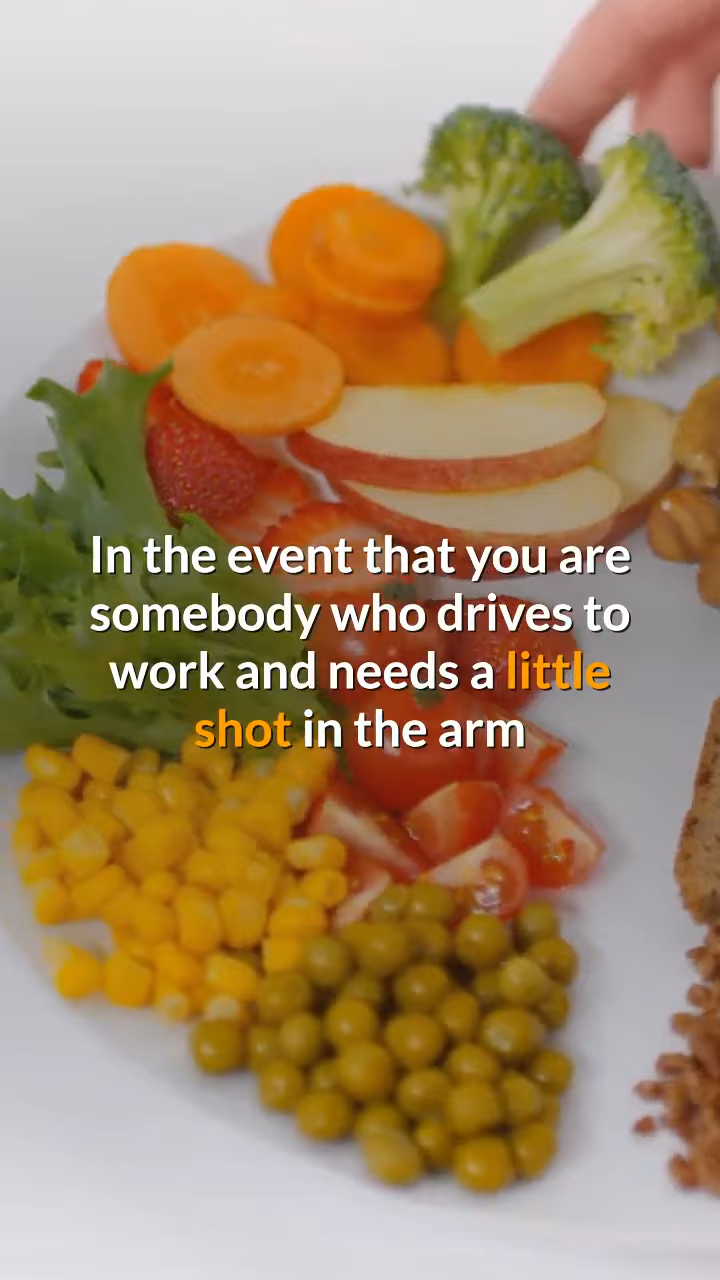 In the event that you are
somebody who drives to
work and needs a little
shot in the arm